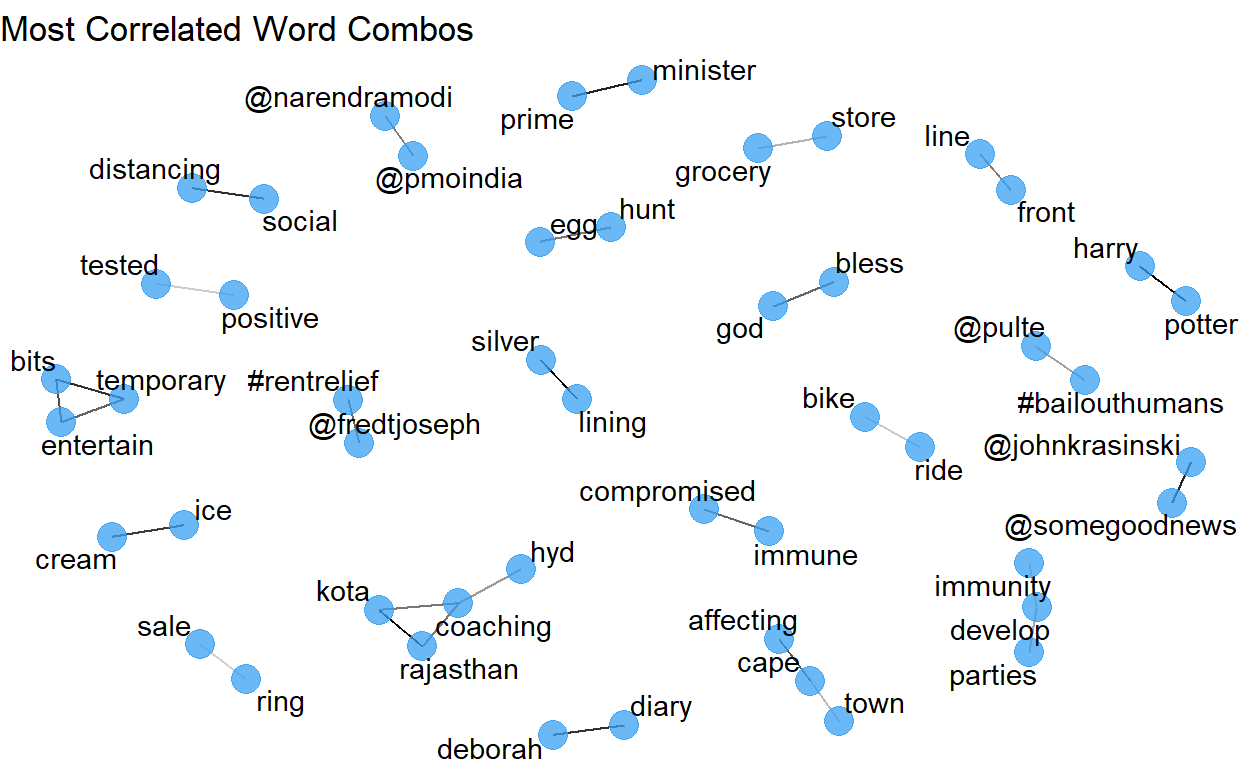 Most Correlated Word Combos
minister
@narendramodi
prime
store
line
distancing
grocery
@pmoindia
social
egg
hunt
front
tested
harry
bless
positive
god
potter
@pulte
silver
bits
temporary
#rentrelief
bike
#bailouthumans
@fredtjoseph
lining
entertain
@johnkrasinski
ride
compromised
ice
@somegoodnews
cream
hyd
immune
kota
immunity
sale
coaching
affecting
develop
rajasthan
cape
parties
ring
diary
town
deborah